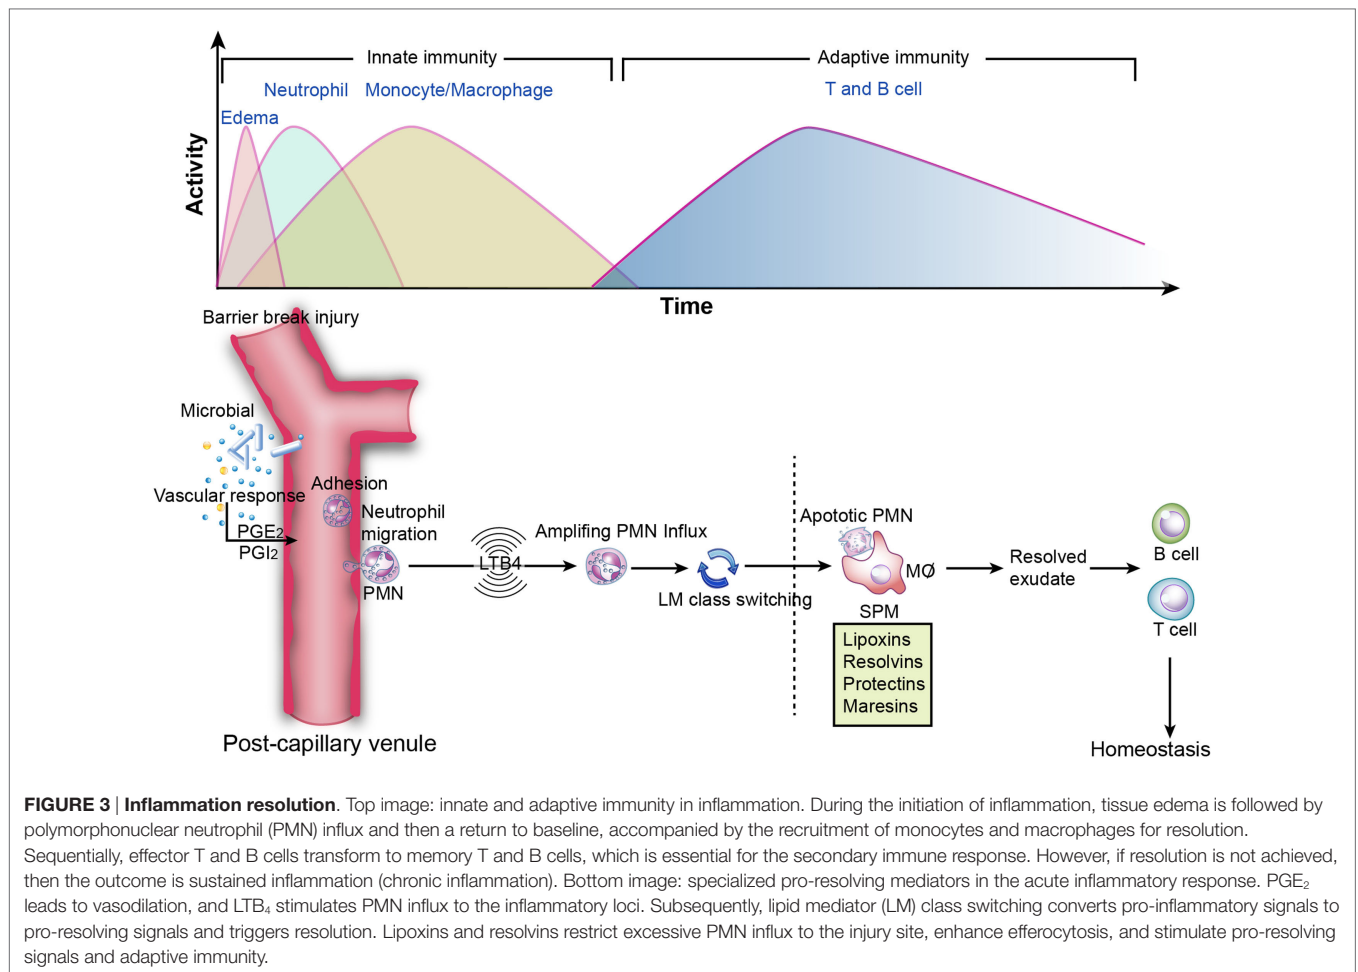 Innate immunity
Adaptive immunity
Neutrophil
Monocyte/Macrophage
T and B cell
Edema
Activity
Time
Barrier break injury
Microbial
Vascular response
PGE2
PGI2
Adhesion
Neutrophil
migration
PMN
LTB4
Amplifing PMN Influx
LM class switching
Apototic PMN
MØ
SPM
Lipoxins
Resolvins
Protectins
Maresins
Resolved
exudate
B cell
T cell
Homeostasis
Post-capillary venule
FIGURE 3 | Inflammation resolution. Top image: innate and adaptive immunity in inflammation. During the initiation of inflammation, tissue edema is followed by
polymorphonuclear neutrophil (PMN) influx and then a return to baseline, accompanied by the recruitment of monocytes and macrophages for resolution.
Sequentially, effector T and B cells transform to memory T and B cells, which is essential for the secondary immune response. However, if resolution is not achieved,
then the outcome is sustained inflammation (chronic inflammation). Bottom image: specialized pro-resolving mediators in the acute inflammatory response. PGE₂
leads to vasodilation, and LTB₄ stimulates PMN influx to the inflammatory loci. Subsequently, lipid mediator (LM) class switching converts pro-inflammatory signals to
pro-resolving signals and triggers resolution. Lipoxins and resolvins restrict excessive PMN influx to the injury site, enhance efferocytosis, and stimulate pro-resolving
signals and adaptive immunity.